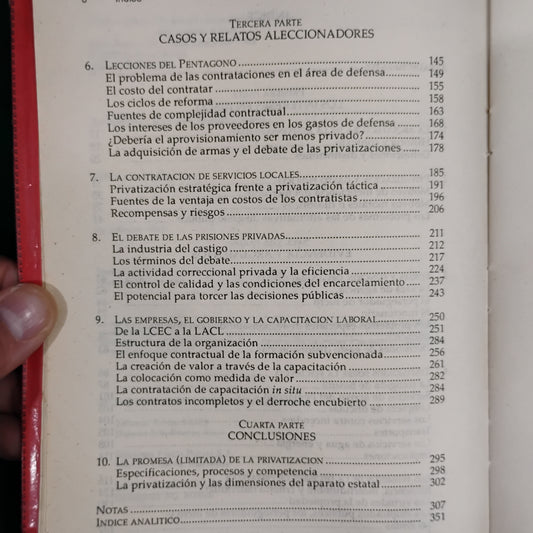 TERCERA PARTE
CASOS Y RELATOS ALECCIONADORES
6. LECCIONES DEL PENTAGONO 145
El problema de las contrataciones en el área de defensa 149
El costo del contratar 155
Los ciclos de reforma 158
Fuentes de complejidad contractual 163
Los intereses de los proveedores en los gastos de defensa 168
¿Debería el aprovisionamiento ser menos privado? 174
La adquisición de armas y el debate de las privatizaciones 178
7. LA CONTRATACION DE SERVICIOS LOCALES 185
Privatización estratégica frente a privatización táctica 191
Fuentes de la ventaja en costos de los contratistas 196
Recompensas y riesgos 206
8. EL DEBATE DE LAS PRISIONES PRIVADAS 211
La industria del castigo 212
Los términos del debate 217
La actividad correccional privada y la eficiencia 224
El control de calidad y las condiciones del encarcelamiento 237
El potencial para torcer las decisiones públicas 243
9. LAS EMPRESAS, EL GOBIERNO Y LA CAPACITACION LABORAL 250
De la LCEC a la LACL 251
Estructura de la organización 284
El enfoque contractual de la formación subvencionada 256
La creación de valor a través de la capacitación 261
La colocación como medida de valor 282
La contratación de capacitación in situ 284
Los contratos incompletos y el derroche encubierto 289
CUARTA PARTE
CONCLUSIONES
10. LA PROMESA (LIMITADA) DE LA PRIVATIZACION 295
Especificaciones, procesos y competencia 298
La privatización y las dimensiones del aparato estatal 302
NOTAS 307
INDICE ANALITICO 351